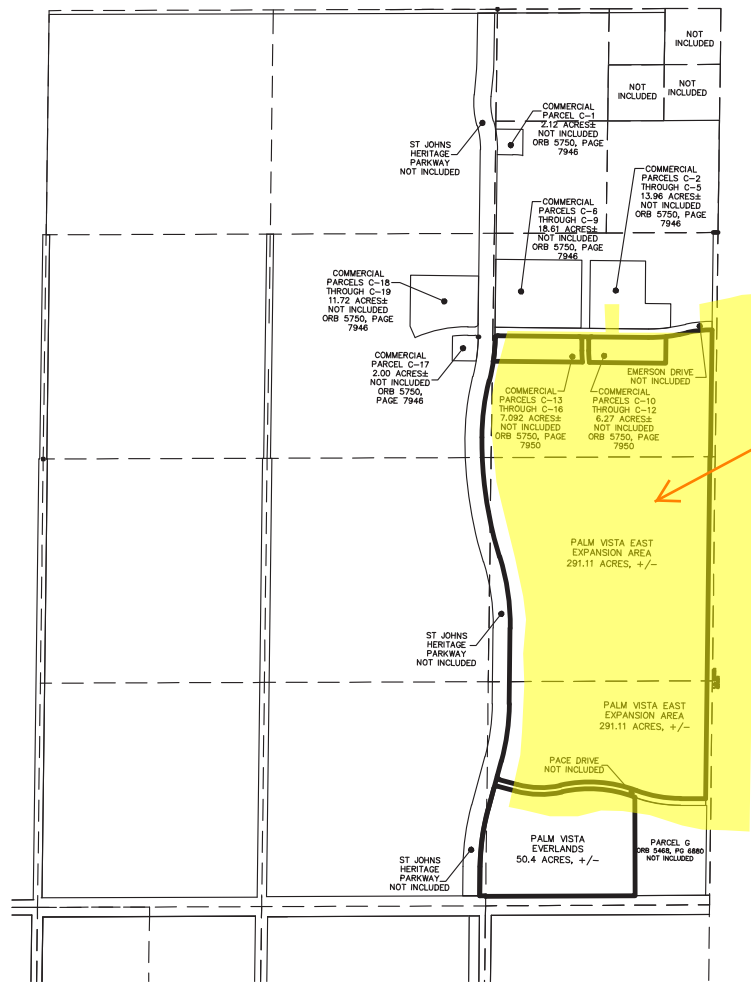 NOT
INCLUDED
NOT
INCLUDED
NOT
INCLUDED
COMMERCIAL
PARCEL C-1
2.12 ACRES±
NOT INCLUDED
ORB 5750, PAGE
7946
ST JOHNS
HERITAGE
PARKWAY
NOT INCLUDED
COMMERCIAL
PARCELS C-2
THROUGH C-5
13.96 ACRES±
NOT INCLUDED
ORB 5750, PAGE
7946
COMMERCIAL
PARCELS C-6
THROUGH C-9
18.61 ACRES±
NOT INCLUDED
ORB 5750, PAGE
7946
COMMERCIAL
PARCELS C-18
THROUGH C-19
11.72 ACRES±
NOT INCLUDED
ORB 5750, PAGE
7946
COMMERCIAL
PARCEL C-17
2.00 ACRES±
NOT INCLUDED
ORB 5750,
PAGE 7946
EMERSON DRIVE
NOT INCLUDED
COMMERCIAL
PARCELS C-13
THROUGH C-16
7.092 ACRES±
NOT INCLUDED
ORB 5750, PAGE
7950
COMMERCIAL
PARCELS C-10
THROUGH C-12
6.27 ACRES±
NOT INCLUDED
ORB 5750, PAGE
7950
PALM VISTA EAST
EXPANSION AREA
291.11 ACRES, +/-
ST JOHNS
HERITAGE
PARKWAY
NOT INCLUDED
PALM VISTA EAST
EXPANSION AREA
291.11 ACRES, +/-
PACE DRIVE
NOT INCLUDED
PALM VISTA
EVERLANDS
50.4 ACRES, +/-
PARCEL G
ORB 5468, PG 6880
NOT INCLUDED
ST JOHNS
HERITAGE
PARKWAY
NOT INCLUDED